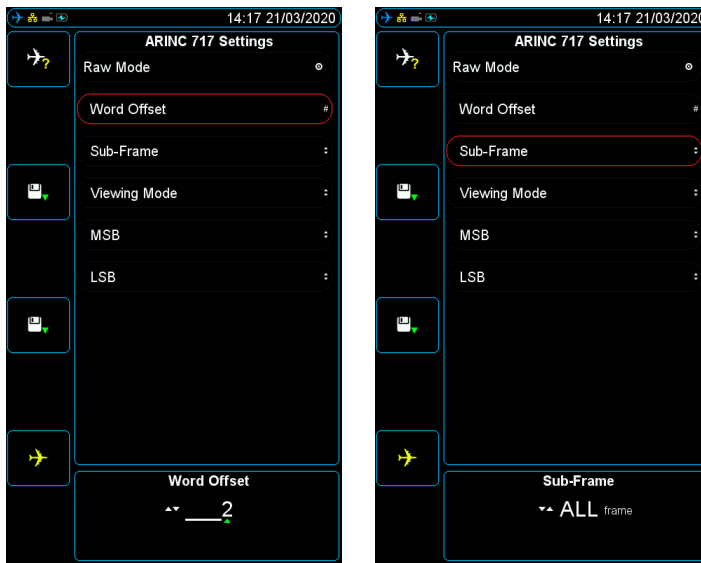 14:17 21/03/2020
ARINC 717 Settings
?
Raw Mode
Word Offset #
Sub-Frame
Viewing Mode
MSB
LSB
Word Offset
___2
14:17 21/03/2020
ARINC 717 Settings
?
Raw Mode
Word Offset #
Sub-Frame
Viewing Mode
MSB
LSB
Sub-Frame
ALL frame